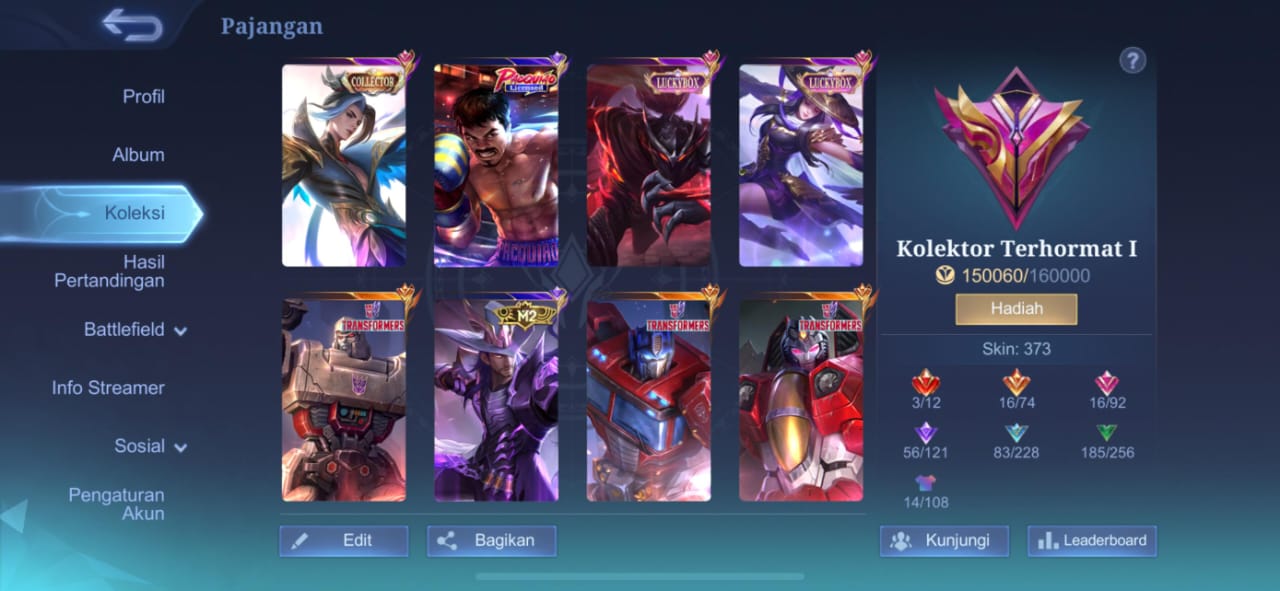 Pajangan
Profil
Album
Koleksi
Hasil
Pertandingan
Battlefield
Info Streamer
Sosial
Pengaturan
Akun
COLLECTOR
PACQUIAO
Licensed
LUCKYBOX
LUCKYBOX
PACQUIAO
TRANSFORMERS
M2
TRANSFORMERS
TRANSFORMERS
Edit
Bagikan
?
Kolektor Terhormat I
150060/160000
Hadiah
Skin: 373
3/12
16/74
16/92
56/121
83/228
185/256
14/108
Kunjungi
Leaderboard